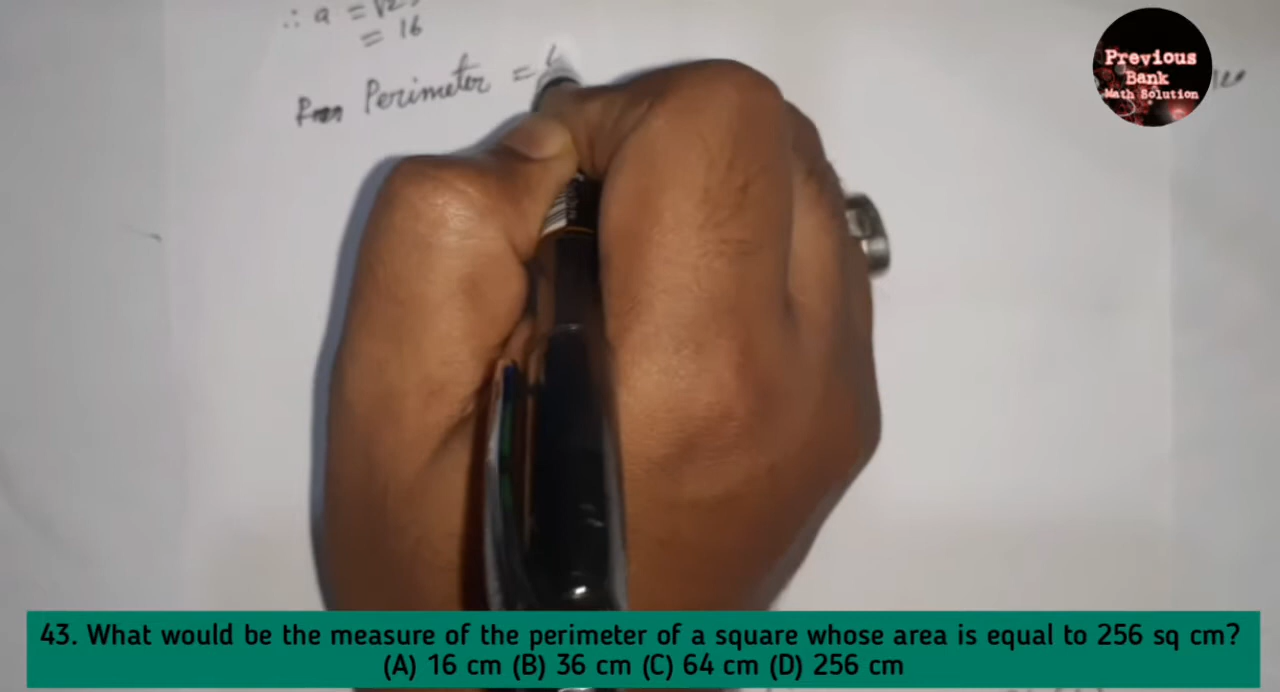 ∴ a = √25
= 16
Perimeter =
Previous
Bank
Math Solution
43. What would be the measure of the perimeter of a square whose area is equal to 256 sq cm?
(A) 16 cm (B) 36 cm (C) 64 cm (D) 256 cm